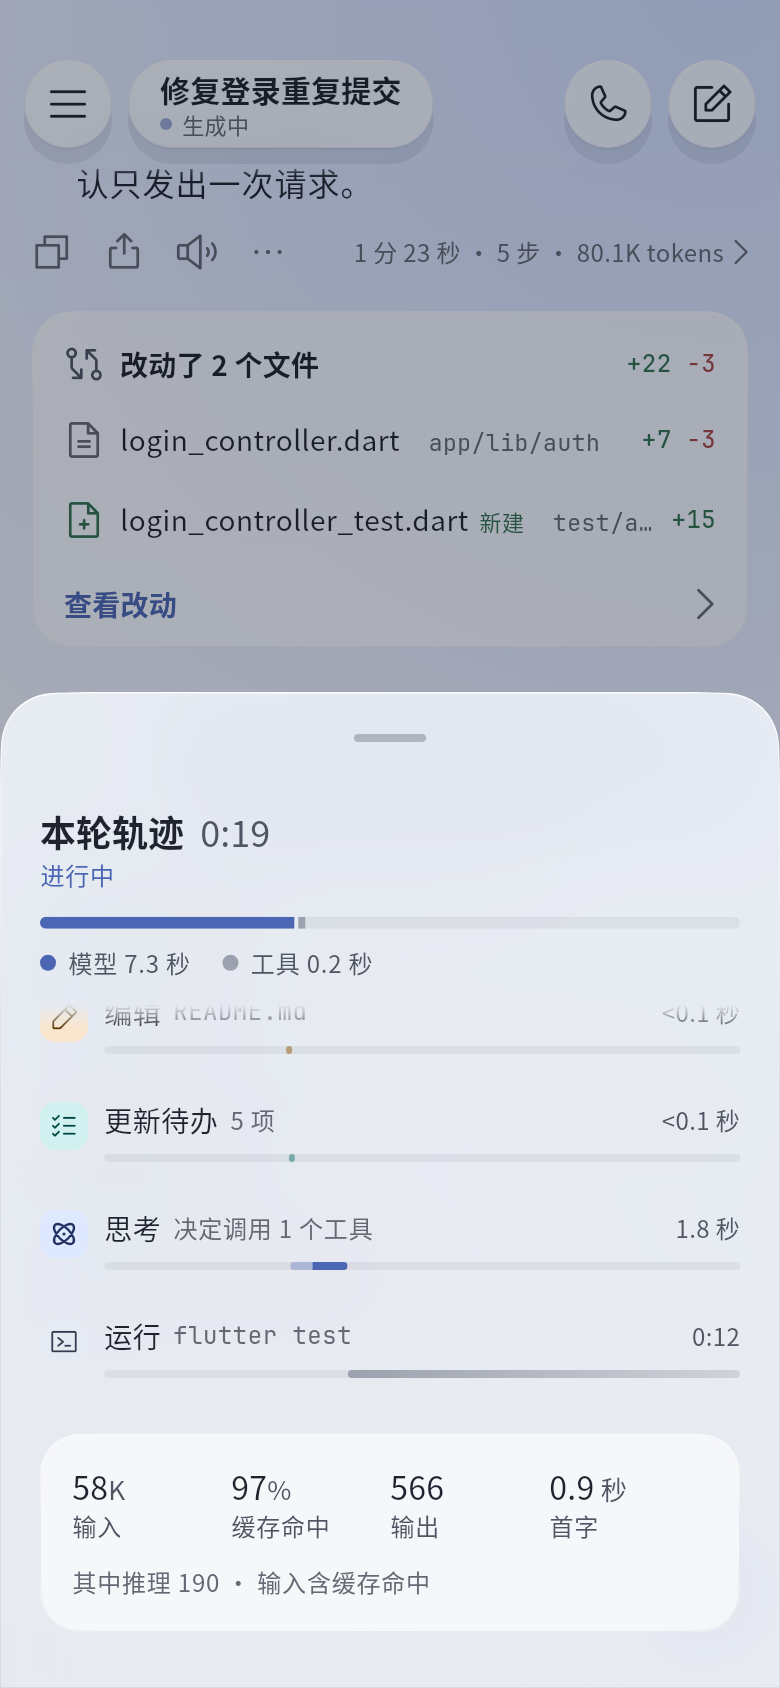 修复登录重复提交
生成中
认只发出一次请求。
1 分 23 秒 · 5 步 · 80.1K tokens
改动了 2 个文件 +22 -3
login_controller.dart app/lib/auth +7 -3
login_controller_test.dart 新建 test/a… +15
查看改动
本轮轨迹 0:19
进行中
模型 7.3 秒 工具 0.2 秒
编辑 README.md <0.1 秒
更新待办 5 项 <0.1 秒
思考 决定调用 1 个工具 1.8 秒
运行 flutter test 0:12
58K 97% 566 0.9 秒
输入 缓存命中 输出 首字
其中推理 190 · 输入含缓存命中